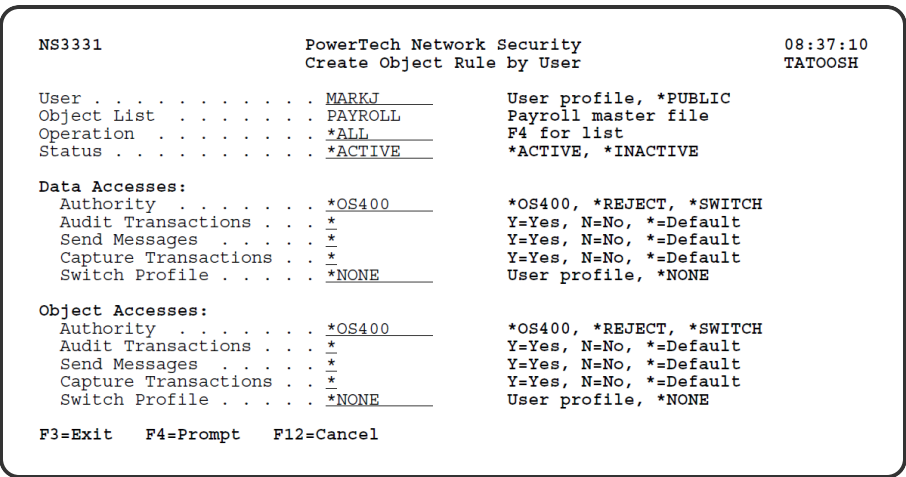 NS3331 PowerTech Network Security 08:37:10
Create Object Rule by User TATOOSH
User . . . . . . . . . . . MARKJ User profile, *PUBLIC
Object List . . . . . . . PAYROLL Payroll master file
Operation . . . . . . . . *ALL F4 for list
Status . . . . . . . . . . *ACTIVE *ACTIVE, *INACTIVE
Data Accesses:
Authority . . . . . . . *OS400 *OS400, *REJECT, *SWITCH
Audit Transactions . . . * Y=Yes, N=No, *=Default
Send Messages . . . . . * Y=Yes, N=No, *=Default
Capture Transactions . . * Y=Yes, N=No, *=Default
Switch Profile . . . . . *NONE User profile, *NONE
Object Accesses:
Authority . . . . . . . *OS400 *OS400, *REJECT, *SWITCH
Audit Transactions . . . * Y=Yes, N=No, *=Default
Send Messages . . . . . * Y=Yes, N=No, *=Default
Capture Transactions . . * Y=Yes, N=No, *=Default
Switch Profile . . . . . *NONE User profile, *NONE
F3=Exit F4=Prompt F12=Cancel